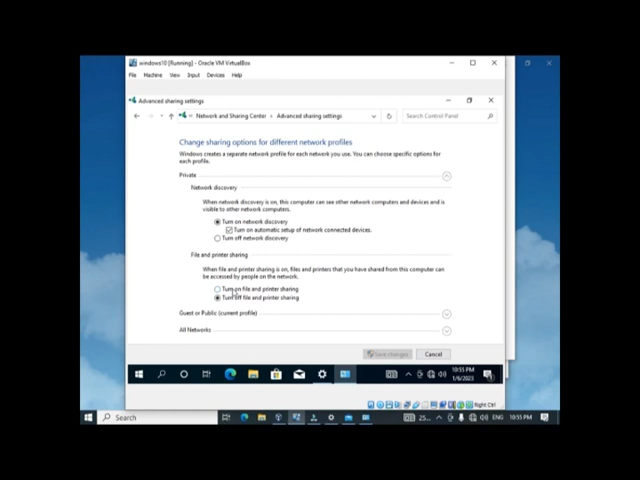 windows10 [Running] - Oracle VM VirtualBox
File Machine View Input Devices Help
Advanced sharing settings
Network and Sharing Center > Advanced sharing settings
Search Control Panel
Change sharing options for different network profiles
Windows creates a separate network profile for each network you use. You can choose specific options for
each profile.
Private
Network discovery
When network discovery is on, this computer can see other network computers and devices and is
visible to other network computers.
Turn on network discovery
Turn on automatic setup of network connected devices.
Turn off network discovery
File and printer sharing
When file and printer sharing is on, files and printers that you have shared from this computer can
be accessed by people on the network.
Turn on file and printer sharing
Turn off file and printer sharing
Guest or Public (current profile)
All Networks
Save changes
Cancel
10:55 PM
1/6/2023
Right Ctrl
Search
25...
ENG
10:55 PM